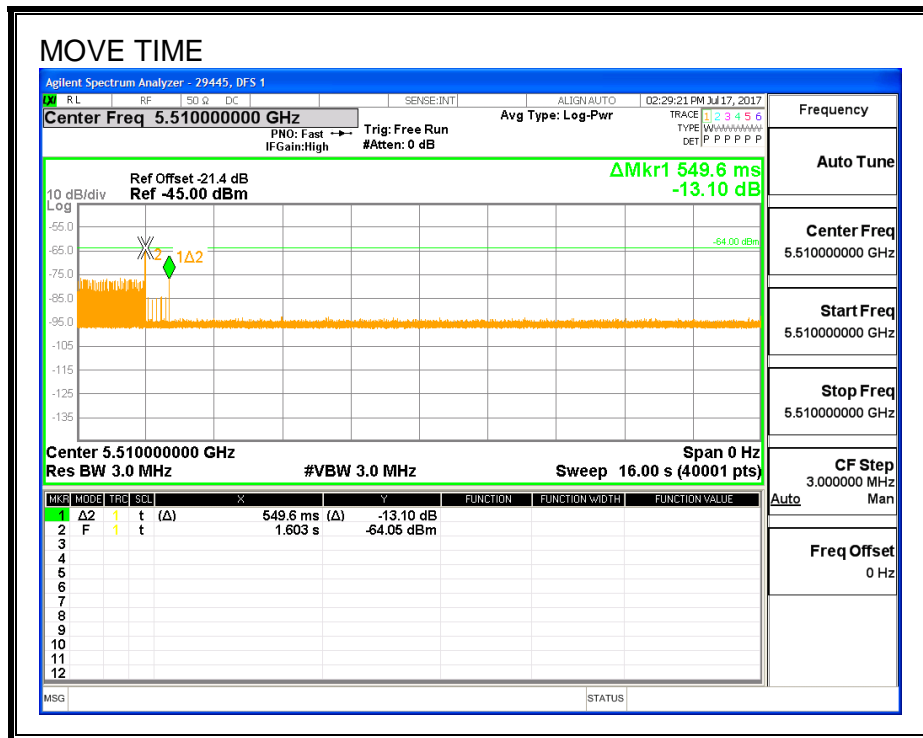 MOVE TIME
Agilent Spectrum Analyzer - 29445, DFS 1
LXI RL RF 50 Ω DC SENSE:INT ALIGN AUTO 02:29:21 PM Jul 17, 2017
Center Freq 5.510000000 GHz
PNO: Fast
IFGain:High
Trig: Free Run
#Atten: 0 dB
Avg Type: Log-Pwr
TRACE 1 2 3 4 5 6
TYPE WWWWWW
DET P P P P P P
Ref Offset -21.4 dB
10 dB/div Ref -45.00 dBm
Log
ΔMkr1 549.6 ms
-13.10 dB
-55.0
-65.0
-75.0
-85.0
-95.0
-105
-115
-125
-135
2
1Δ2
-64.00 dBm
Center 5.510000000 GHz Span 0 Hz
Res BW 3.0 MHz #VBW 3.0 MHz Sweep 16.00 s (40001 pts)
MKR MODE TRC SCL X Y FUNCTION FUNCTION WIDTH FUNCTION VALUE
1 Δ2 1 t (Δ) 549.6 ms (Δ) -13.10 dB
2 F 1 t 1.603 s -64.05 dBm
3
4
5
6
7
8
9
10
11
12
MSG STATUS
Frequency
Auto Tune
Center Freq
5.510000000 GHz
Start Freq
5.510000000 GHz
Stop Freq
5.510000000 GHz
CF Step
3.000000 MHz
Auto Man
Freq Offset
0 Hz